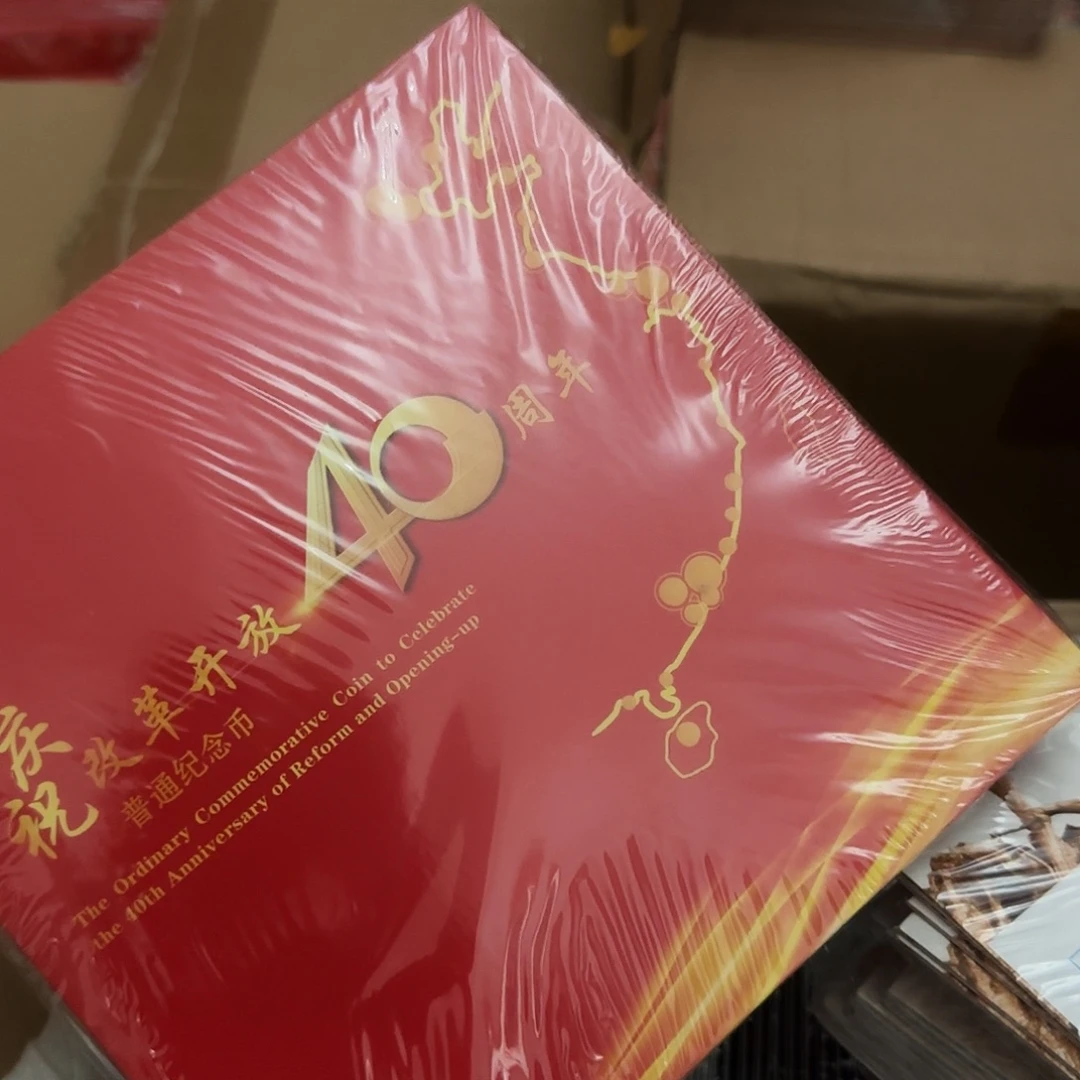 庆祝改革开放40周年
普通纪念币
The Ordinary Commemorative Coin to Celebrate
the 40th Anniversary of Reform and Opening-up